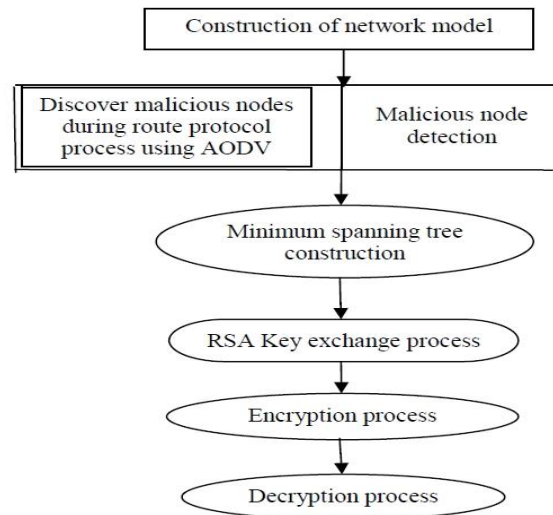 Construction of network model
Discover malicious nodes
during route protocol
process using AODV
Malicious node
detection
Minimum spanning tree
construction
RSA Key exchange process
Encryption process
Decryption process